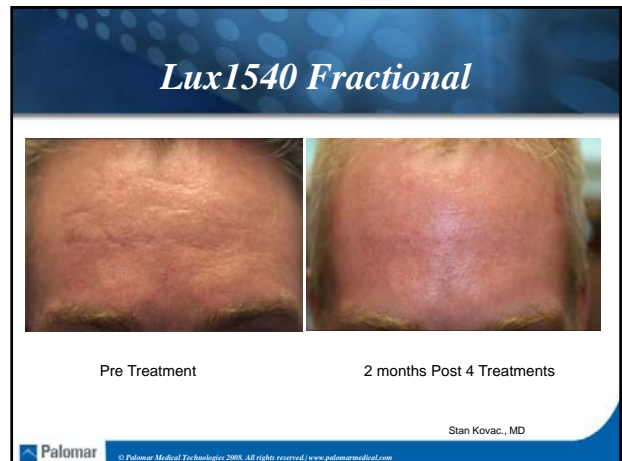 Lux1540 Fractional
Pre Treatment
2 months Post 4 Treatments
Stan Kovac., MD
Palomar
© Palomar Medical Technologies 2008. All rights reserved. | www.palomarmedical.com